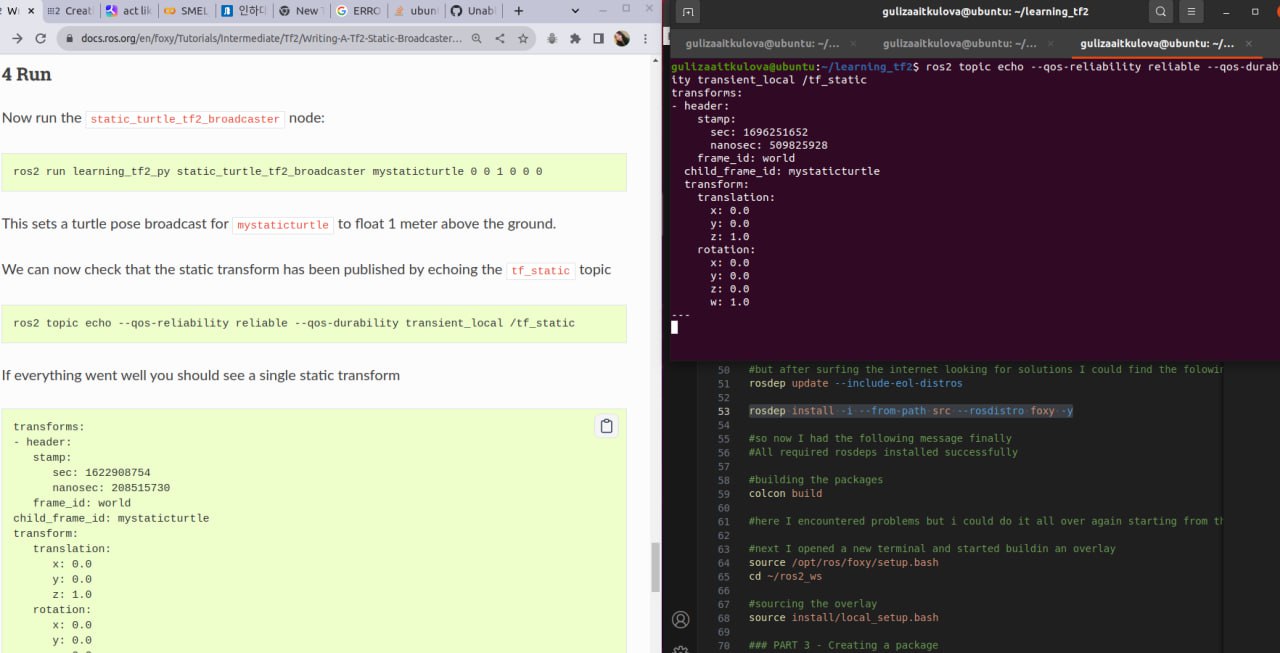 2 W
Creat
act lik
SMEL
인하대
New T
ERRO
ubun
Unabl
docs.ros.org/en/foxy/Tutorials/Intermediate/Tf2/Writing-A-Tf2-Static-Broadcaster...
4 Run
Now run the static_turtle_tf2_broadcaster node:
ros2 run learning_tf2_py static_turtle_tf2_broadcaster mystaticturtle 0 0 1 0 0 0
This sets a turtle pose broadcast for mystaticturtle to float 1 meter above the ground.
We can now check that the static transform has been published by echoing the tf_static topic
ros2 topic echo --qos-reliability reliable --qos-durability transient_local /tf_static
If everything went well you should see a single static transform
transforms:
- header:
stamp:
sec: 1622908754
nanosec: 208515730
frame_id: world
child_frame_id: mystaticturtle
transform:
translation:
x: 0.0
y: 0.0
z: 1.0
rotation:
x: 0.0
y: 0.0
gulizaaitkulova@ubuntu: ~/learning_tf2
gulizaaitkulova@ubuntu: ~/...
gulizaaitkulova@ubuntu: ~/...
gulizaaitkulova@ubuntu: ~/...
gulizaaitkulova@ubuntu:~/learning_tf2$ ros2 topic echo --qos-reliability reliable --qos-durab
ity transient_local /tf_static
transforms:
- header:
stamp:
sec: 1696251652
nanosec: 509825928
frame_id: world
child_frame_id: mystaticturtle
transform:
translation:
x: 0.0
y: 0.0
z: 1.0
rotation:
x: 0.0
y: 0.0
z: 0.0
w: 1.0
---
50 #but after surfing the internet looking for solutions I could find the folowin
51 rosdep update --include-eol-distros
52
53 rosdep install -i --from-path src --rosdistro foxy -y
54
55 #so now I had the following message finally
56 #All required rosdeps installed successfully
57
58 #building the packages
59 colcon build
60
61 #here I encountered problems but i could do it all over again starting from th
62
63 #next I opened a new terminal and started buildin an overlay
64 source /opt/ros/foxy/setup.bash
65 cd ~/ros2_ws
66
67 #sourcing the overlay
68 source install/local_setup.bash
69
70 ### PART 3 - Creating a package